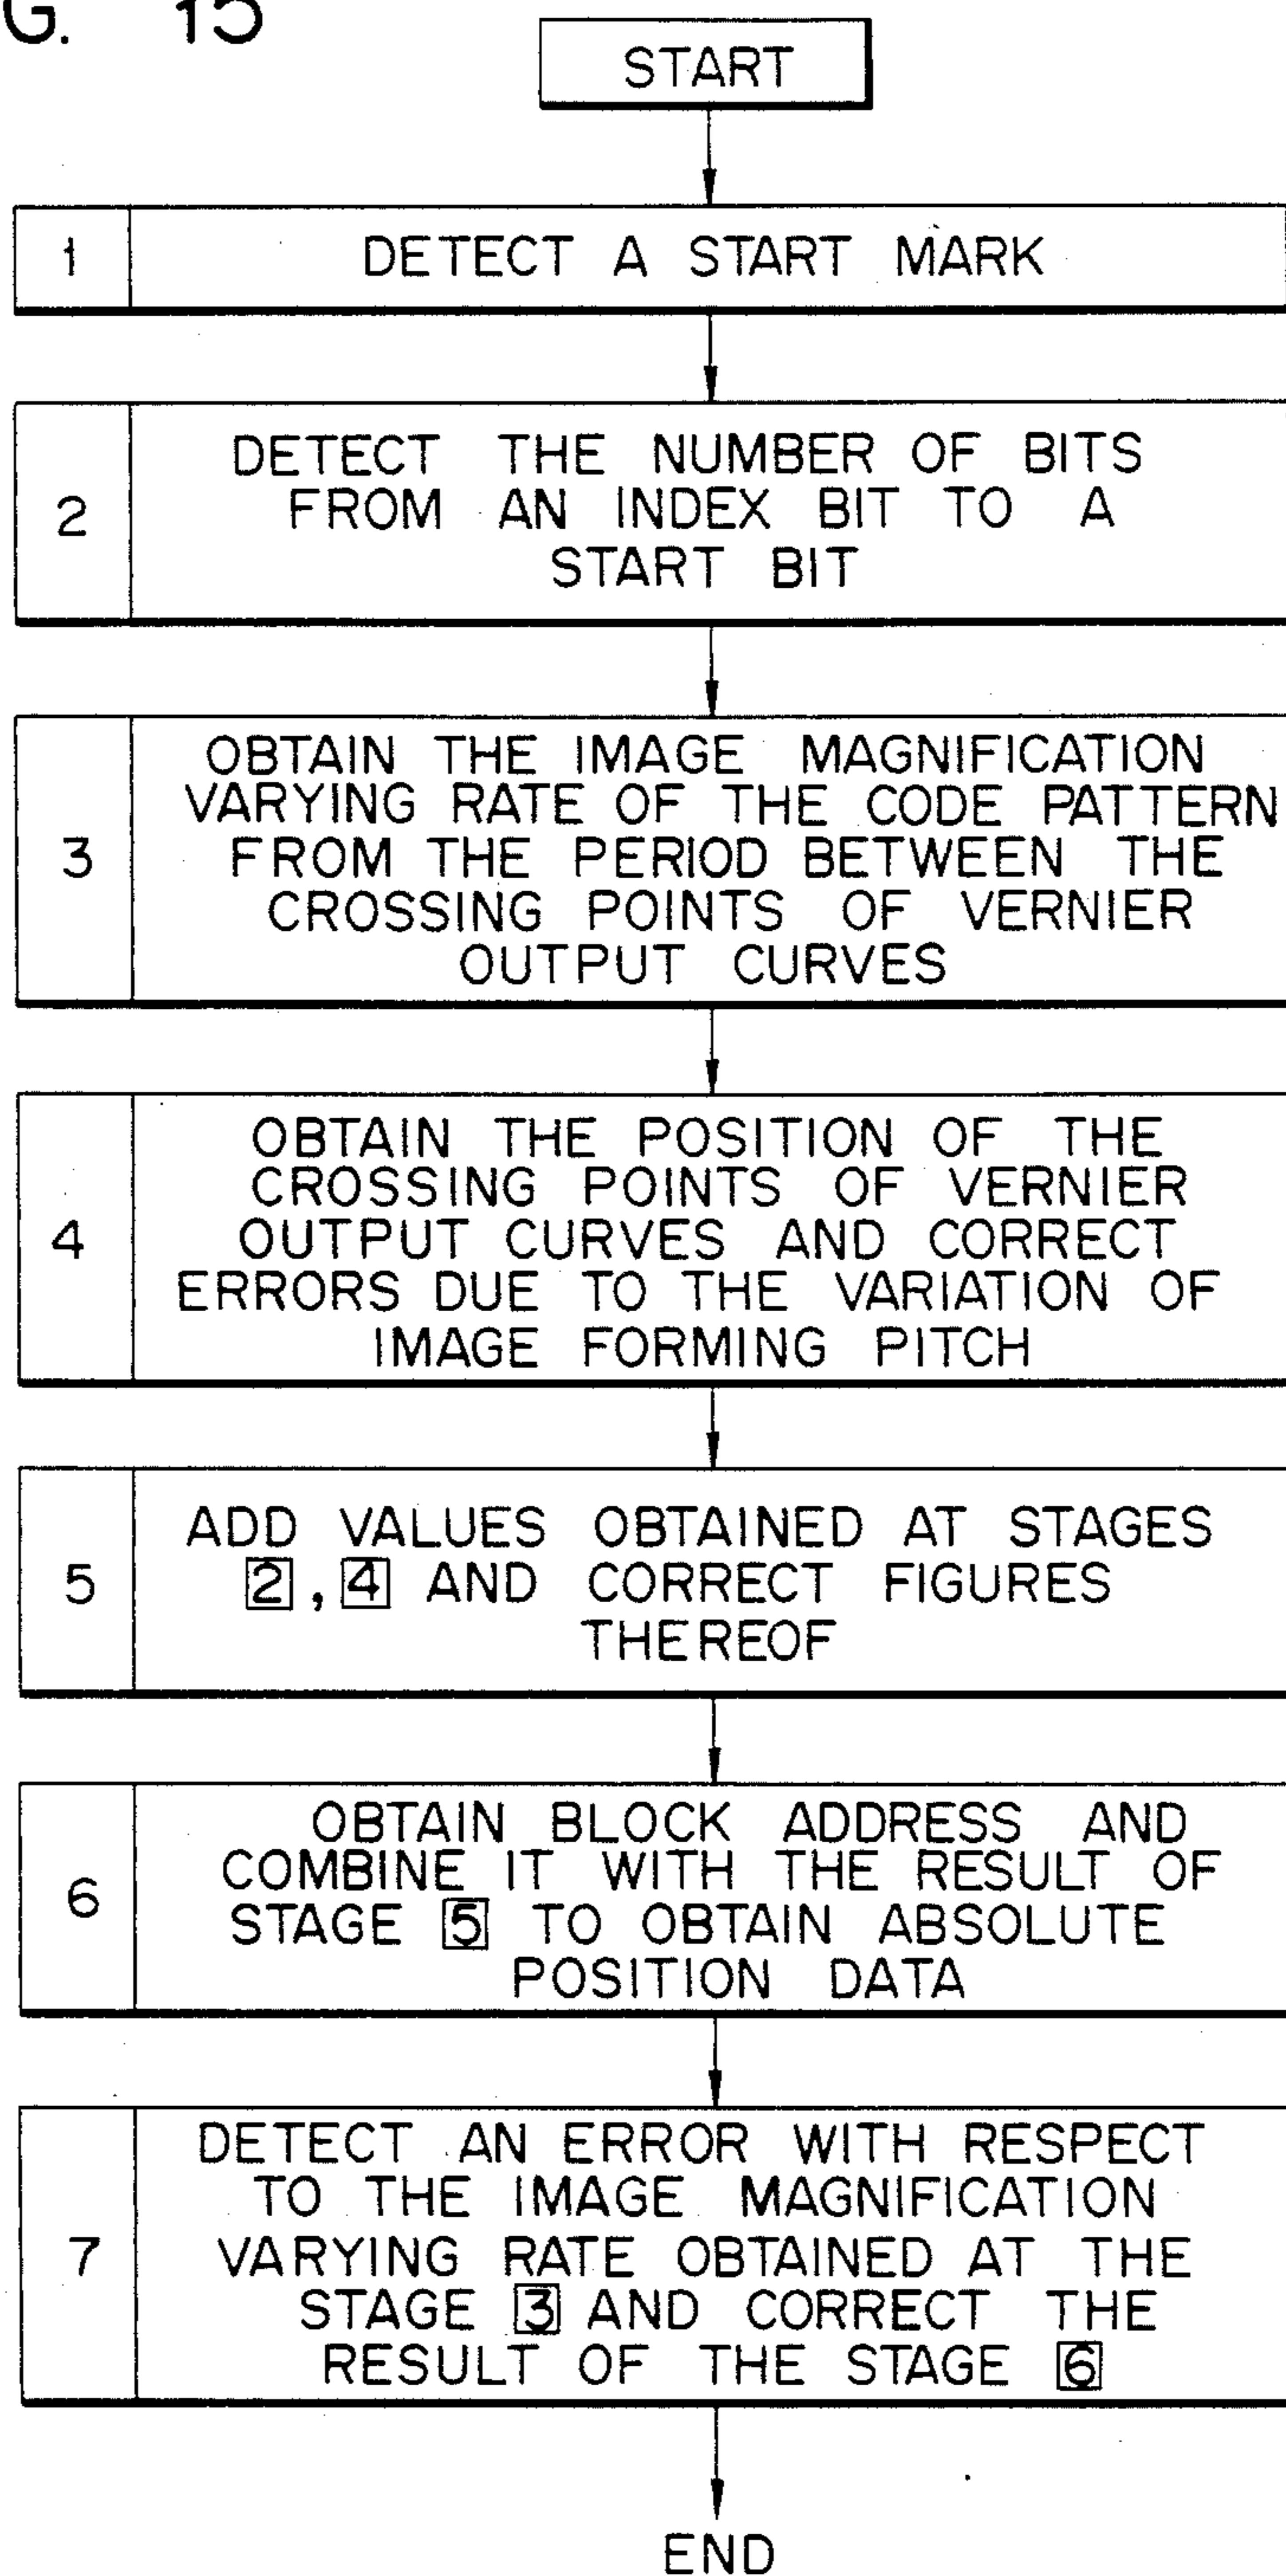 G. 15
START
1
DETECT A START MARK
2
DETECT THE NUMBER OF BITS
FROM AN INDEX BIT TO A
START BIT
3
OBTAIN THE IMAGE MAGNIFICATION
VARYING RATE OF THE CODE PATTERN
FROM THE PERIOD BETWEEN THE
CROSSING POINTS OF VERNIER
OUTPUT CURVES
4
OBTAIN THE POSITION OF THE
CROSSING POINTS OF VERNIER
OUTPUT CURVES AND CORRECT
ERRORS DUE TO THE VARIATION OF
IMAGE FORMING PITCH
5
ADD VALUES OBTAINED AT STAGES
2, 4 AND CORRECT FIGURES
THEREOF
6
OBTAIN BLOCK ADDRESS AND
COMBINE IT WITH THE RESULT OF
STAGE 5 TO OBTAIN ABSOLUTE
POSITION DATA
7
DETECT AN ERROR WITH RESPECT
TO THE IMAGE MAGNIFICATION
VARYING RATE OBTAINED AT THE
STAGE 3 AND CORRECT THE
RESULT OF THE STAGE 6
END